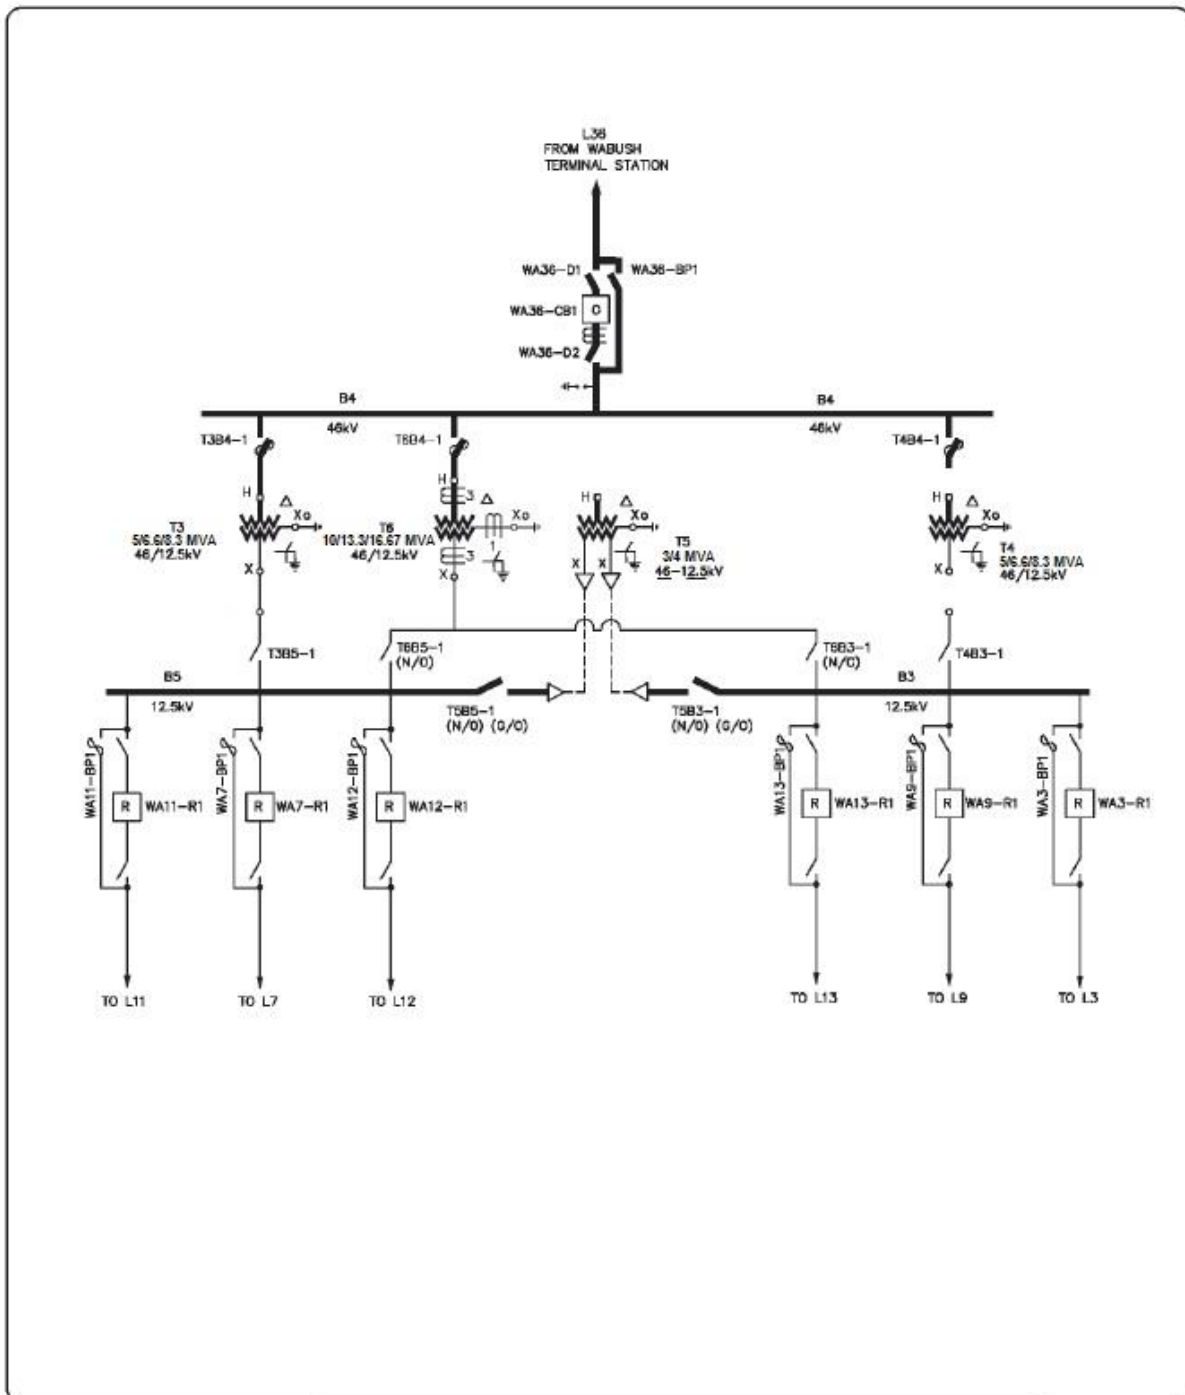 L36
FROM WABUSH
TERMINAL STATION
WA36-D1
WA36-BP1
WA36-CB1
O
WA36-D2
B4
B4
46kV
46kV
T3B4-1
T6B4-1
T4B4-1
H
H
3
H
H
Xo
Xo
Xo
Xo
T3
5/6.6/8.3 MVA
46/12.5kV
T6
10/13.3/16.67 MVA
46/12.5kV
1
3
T5
3/4 MVA
46-12.5kV
T4
5/6.6/8.3 MVA
46/12.5kV
X
X
X
X
X
T3B5-1
T6B5-1
(N/O)
T6B3-1
(N/C)
T4B3-1
B5
12.5kV
T5B5-1
(N/O) (G/O)
T5B3-1
(N/O) (G/O)
B3
12.5kV
WA11-BP1
R
WA11-R1
WA7-BP1
R
WA7-R1
WA12-BP1
R
WA12-R1
WA13-BP1
R
WA13-R1
WA9-BP1
R
WA9-R1
WA3-BP1
R
WA3-R1
TO L11
TO L7
TO L12
TO L13
TO L9
TO L3